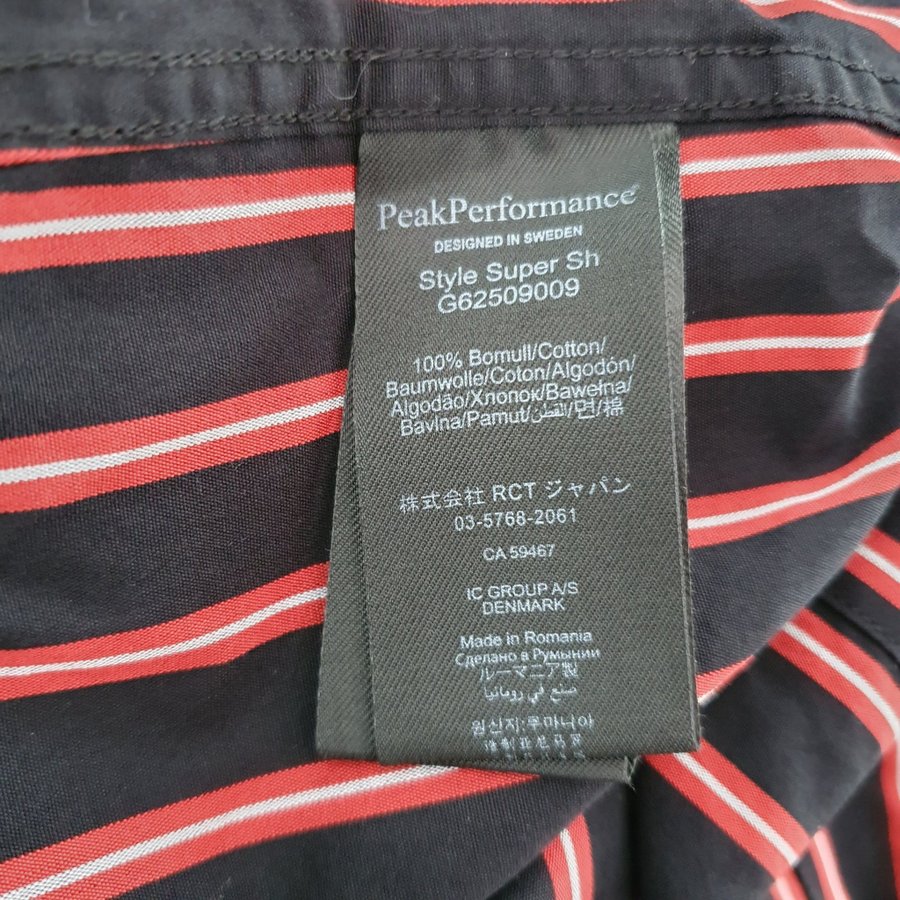 PeakPerformance®
DESIGNED IN SWEDEN
Style Super Sh
G62509009
100% Bomull/Cotton/
Baumwolle/Coton/Algodón/
Algodão/Хлопок/Bawełna/
Bavlna/Pamut/القطن/면/棉
株式会社 RCT ジャパン
03-5768-2061
CA 59467
IC GROUP A/S
DENMARK
Made in Romania
Сделано в Румынии
ルーマニア製
صنع في رومانيا
원산지:루마니아